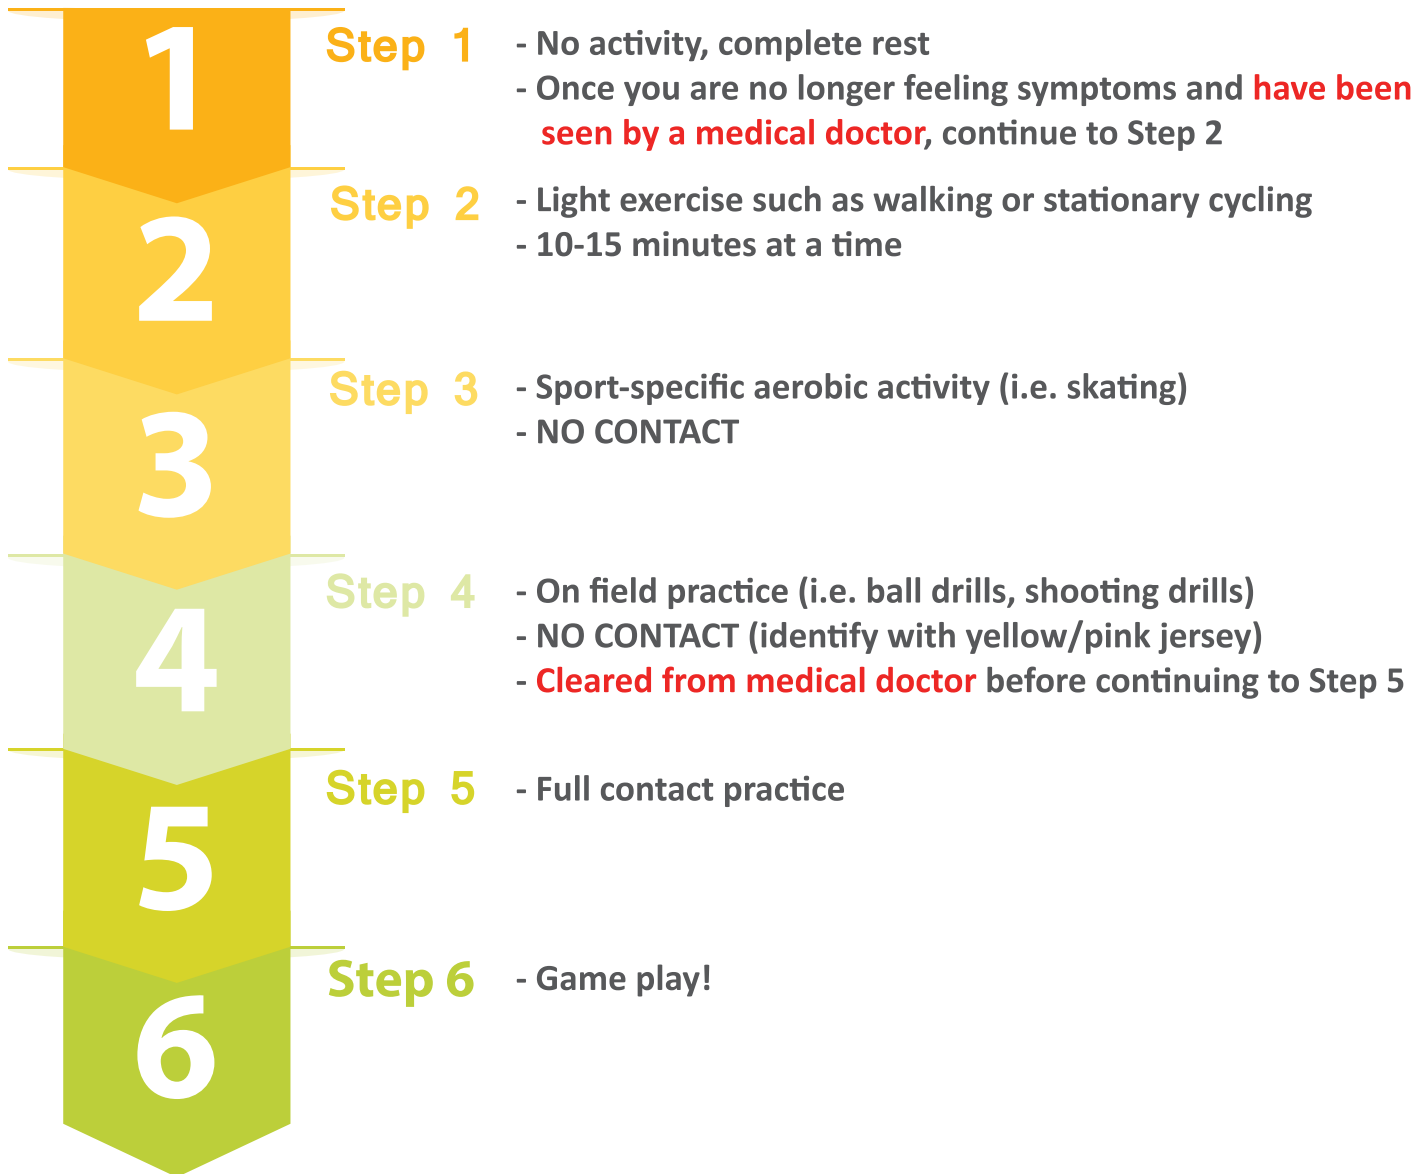 1
Step 1
- No activity, complete rest
- Once you are no longer feeling symptoms and have been
seen by a medical doctor, continue to Step 2
2
Step 2
- Light exercise such as walking or stationary cycling
- 10-15 minutes at a time
3
Step 3
- Sport-specific aerobic activity (i.e. skating)
- NO CONTACT
4
Step 4
- On field practice (i.e. ball drills, shooting drills)
- NO CONTACT (identify with yellow/pink jersey)
- Cleared from medical doctor before continuing to Step 5
5
Step 5
- Full contact practice
6
Step 6
- Game play!